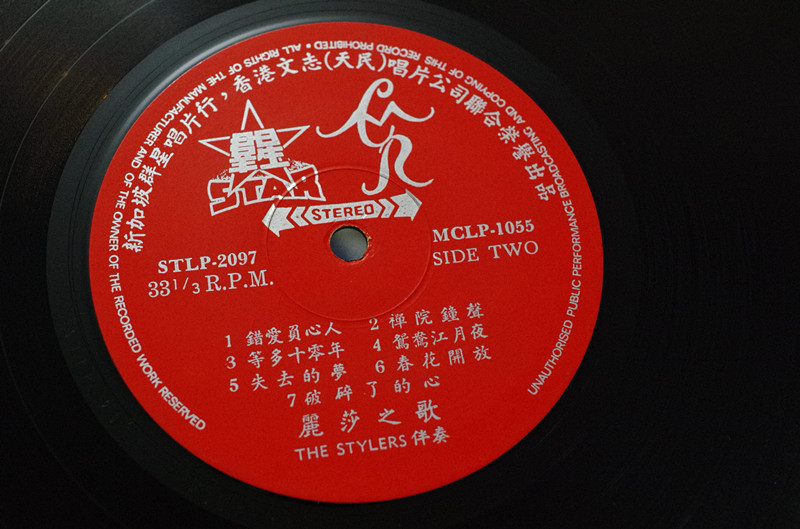 ALL RIGHTS OF THE MANUFACTURER AND OF THE OWNER OF THE RECORDED WORK RESERVED
UNAUTHORISED PUBLIC PERFORMANCE BROADCASTING AND COPYING OF THIS RECORD PROHIBITED •
新加坡群星唱片行，香港文志(天民)唱片公司聯合榮譽出品
群星
STAR
STEREO
STLP-2097
MCLP-1055
33 1/3 R.P.M.
SIDE TWO
1 錯愛負心人 2 禪院鐘聲
3 等多十零年 4 鴛鴦江月夜
5 失去的夢 6 春花開放
7 破碎了的心
麗莎之歌
THE STYLERS 伴奏